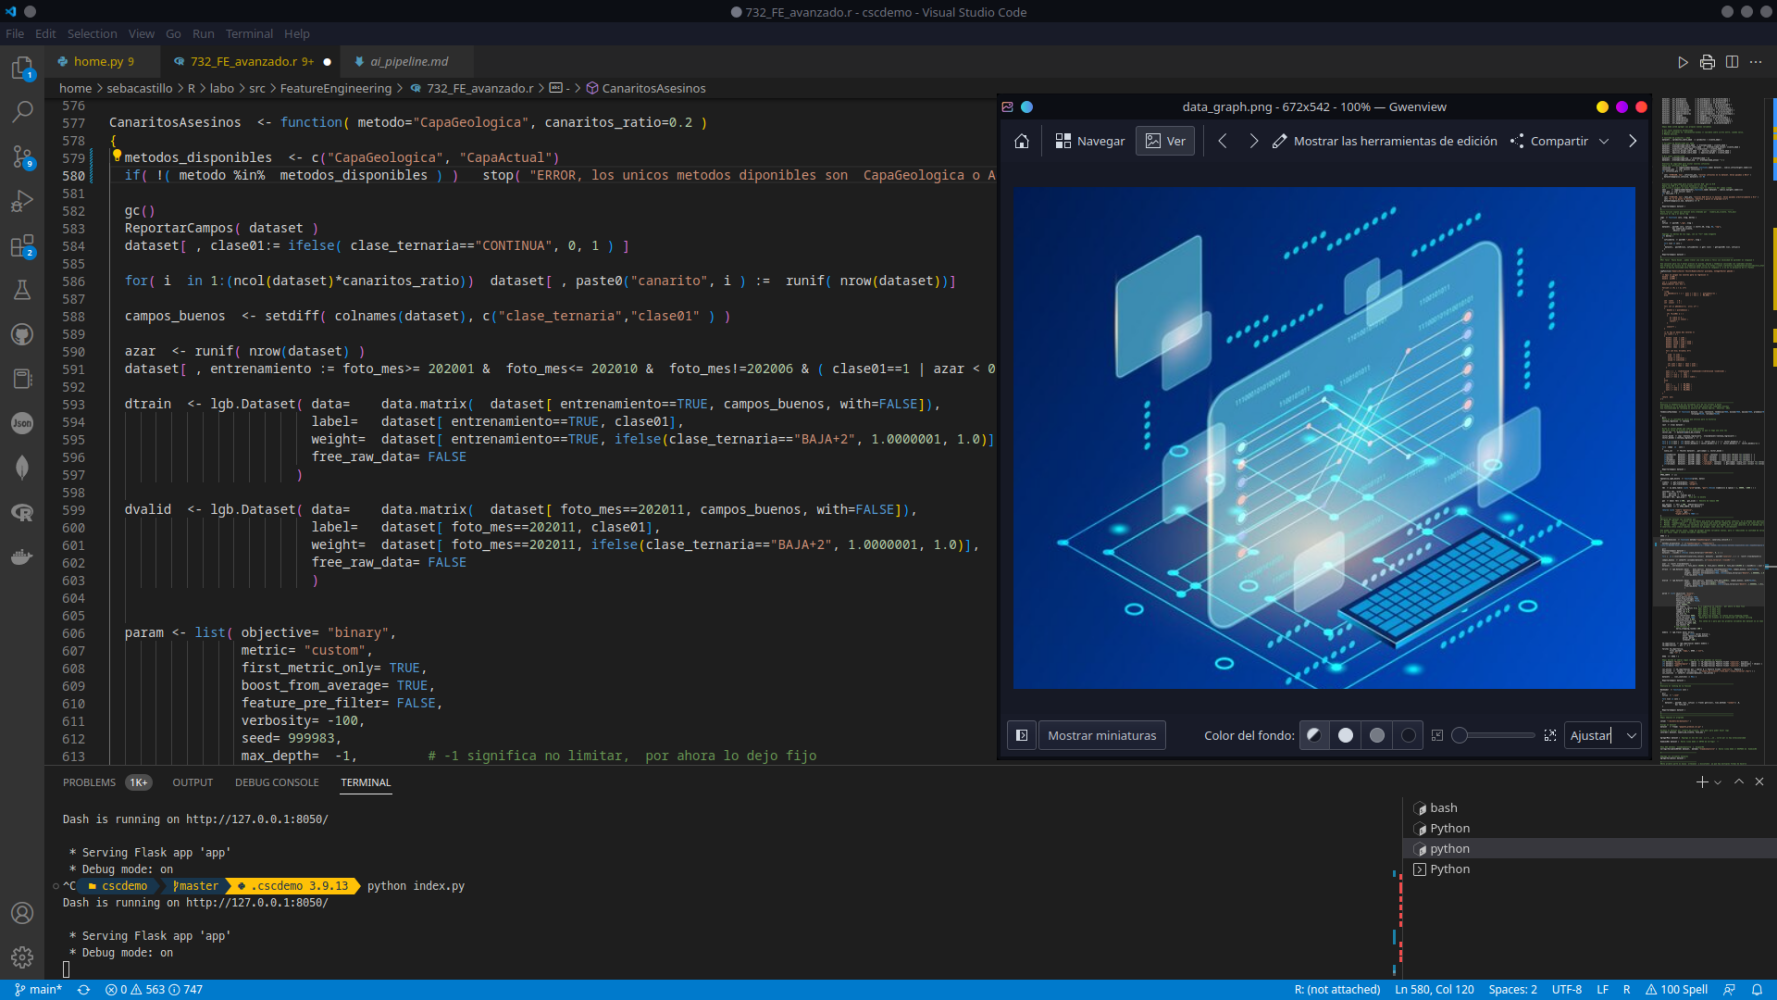 732_FE_avanzado.r - cscdemo - Visual Studio Code
File Edit Selection View Go Run Terminal Help
home.py 9
732_FE_avanzado.r 9+
ai_pipeline.md
home > sebacastillo > R > labo > src > FeatureEngineering > 732_FE_avanzado.r > - > CanaritosAsesinos
576
577 CanaritosAsesinos <- function( metodo="CapaGeologica", canaritos_ratio=0.2 )
578 {
579 metodos_disponibles <- c("CapaGeologica", "CapaActual")
580 if( !( metodo %in% metodos_disponibles ) ) stop( "ERROR, los unicos metodos diponibles son CapaGeologica o A
581
582 gc()
583 ReportarCampos( dataset )
584 dataset[ , clase01:= ifelse( clase_ternaria=="CONTINUA", 0, 1 ) ]
585
586 for( i in 1:(ncol(dataset)*canaritos_ratio)) dataset[ , paste0("canarito", i ) := runif( nrow(dataset))]
587
588 campos_buenos <- setdiff( colnames(dataset), c("clase_ternaria","clase01" ) )
589
590 azar <- runif( nrow(dataset) )
591 dataset[ , entrenamiento := foto_mes>= 202001 & foto_mes<= 202010 & foto_mes!=202006 & ( clase01==1 | azar < 0
592
593 dtrain <- lgb.Dataset( data= data.matrix( dataset[ entrenamiento==TRUE, campos_buenos, with=FALSE]),
594 label= dataset[ entrenamiento==TRUE, clase01],
595 weight= dataset[ entrenamiento==TRUE, ifelse(clase_ternaria=="BAJA+2", 1.0000001, 1.0)]
596 free_raw_data= FALSE
597 )
598
599 dvalid <- lgb.Dataset( data= data.matrix( dataset[ foto_mes==202011, campos_buenos, with=FALSE]),
600 label= dataset[ foto_mes==202011, clase01],
601 weight= dataset[ foto_mes==202011, ifelse(clase_ternaria=="BAJA+2", 1.0000001, 1.0)],
602 free_raw_data= FALSE
603 )
604
605
606 param <- list( objective= "binary",
607 metric= "custom",
608 first_metric_only= TRUE,
609 boost_from_average= TRUE,
610 feature_pre_filter= FALSE,
611 verbosity= -100,
612 seed= 999983,
613 max_depth= -1, # -1 significa no limitar, por ahora lo dejo fijo
data_graph.png - 672x542 - 100% — Gwenview
Navegar Ver Mostrar las herramientas de edición Compartir
Mostrar miniaturas Color del fondo: Ajustar
PROBLEMS 1K+ OUTPUT DEBUG CONSOLE TERMINAL
Dash is running on http://127.0.0.1:8050/
* Serving Flask app 'app'
* Debug mode: on
^C cscdemo master .cscdemo 3.9.13 python index.py
Dash is running on http://127.0.0.1:8050/
* Serving Flask app 'app'
* Debug mode: on
bash
Python
python
Python
1
9
2
Json
main* 0 563 747 R: (not attached) Ln 580, Col 120 Spaces: 2 UTF-8 LF R 100 Spell